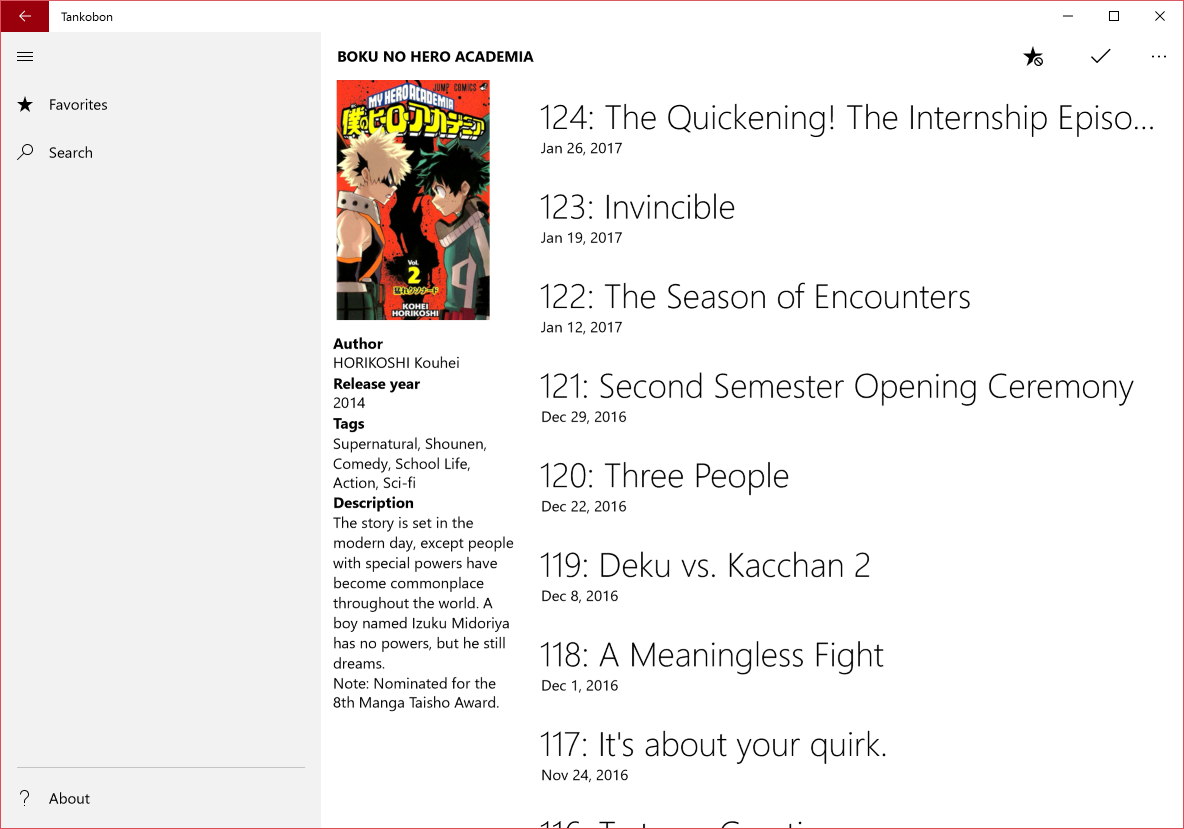 Tankobon
Favorites
Search
About
BOKU NO HERO ACADEMIA
JUMP COMICS
MY HERO ACADEMIA
僕のヒーローアカデミア
Vol.
2
KOHEI
HORIKOSHI
Author
HORIKOSHI Kouhei
Release year
2014
Tags
Supernatural, Shounen,
Comedy, School Life,
Action, Sci-fi
Description
The story is set in the
modern day, except people
with special powers have
become commonplace
throughout the world. A
boy named Izuku Midoriya
has no powers, but he still
dreams.
Note: Nominated for the
8th Manga Taisho Award.
124: The Quickening! The Internship Episo...
Jan 26, 2017
123: Invincible
Jan 19, 2017
122: The Season of Encounters
Jan 12, 2017
121: Second Semester Opening Ceremony
Dec 29, 2016
120: Three People
Dec 22, 2016
119: Deku vs. Kacchan 2
Dec 8, 2016
118: A Meaningless Fight
Dec 1, 2016
117: It's about your quirk.
Nov 24, 2016